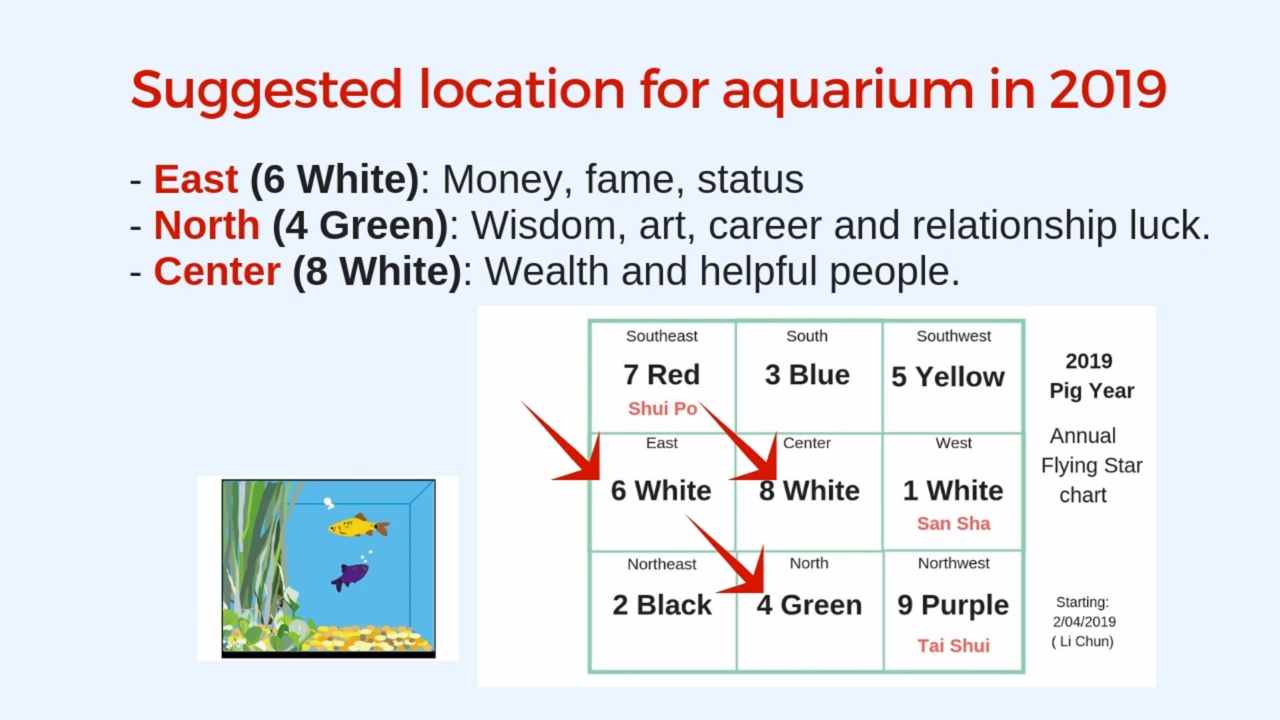 Suggested location for aquarium in 2019
- East (6 White): Money, fame, status
- North (4 Green): Wisdom, art, career and relationship luck.
- Center (8 White): Wealth and helpful people.
Southeast
7 Red
Shui Po
South
3 Blue
Southwest
5 Yellow
East
6 White
Center
8 White
West
1 White
San Sha
Northeast
2 Black
North
4 Green
Northwest
9 Purple
Tai Shui
2019
Pig Year
Annual
Flying Star
chart
Starting:
2/04/2019
( Li Chun)